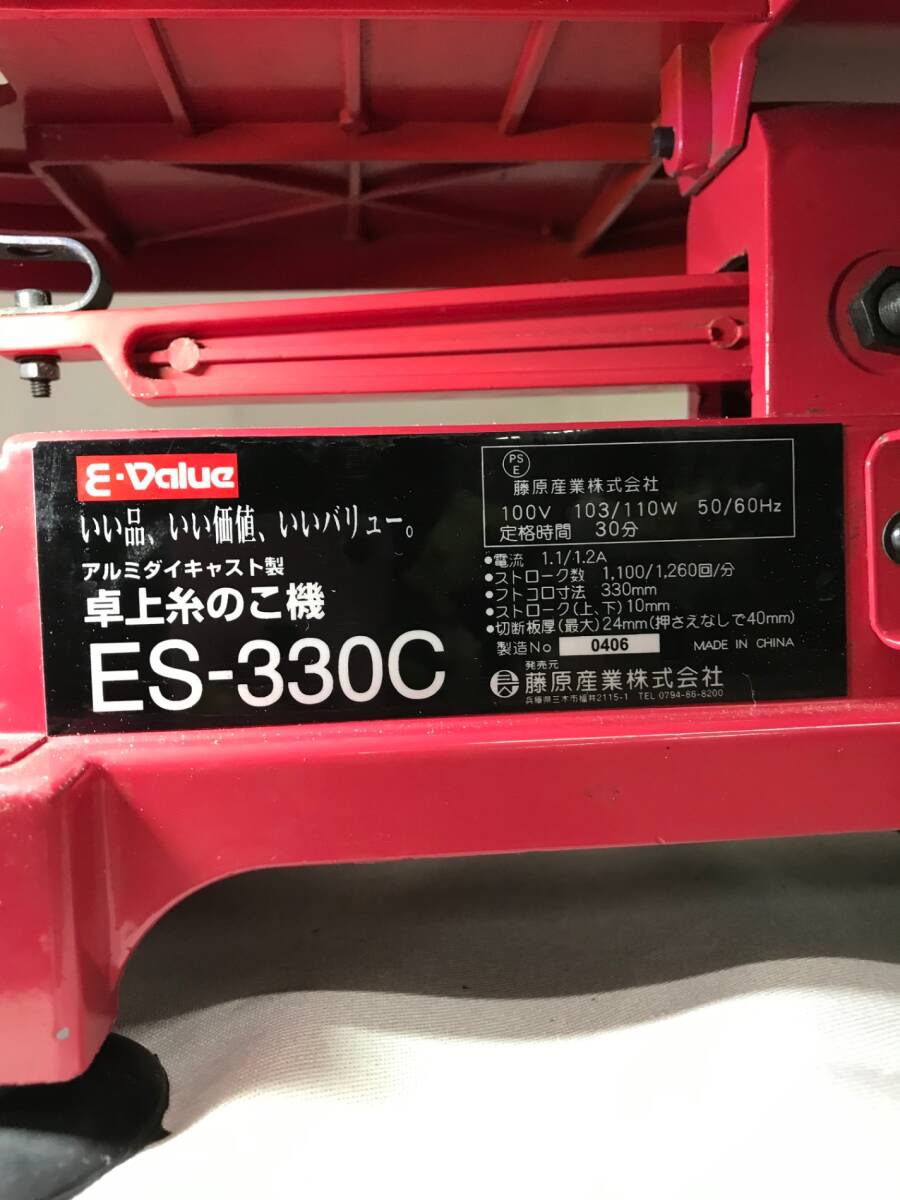 E・Value
いい品、いい価値、いいバリュー。
アルミダイキャスト製
卓上糸のこ機
ES-330C
PS
E
藤原産業株式会社
100V 103/110W 50/60Hz
定格時間 30分
●電流 1.1/1.2A
●ストローク数 1,100/1,260回/分
●フトコロ寸法 330mm
●ストローク(上、下)10mm
●切断板厚(最大)24mm(押さえなしで40mm)
製造No 0406 MADE IN CHINA
発売元
藤原産業株式会社
兵庫県三木市福井2115-1 TEL 0794-86-8200